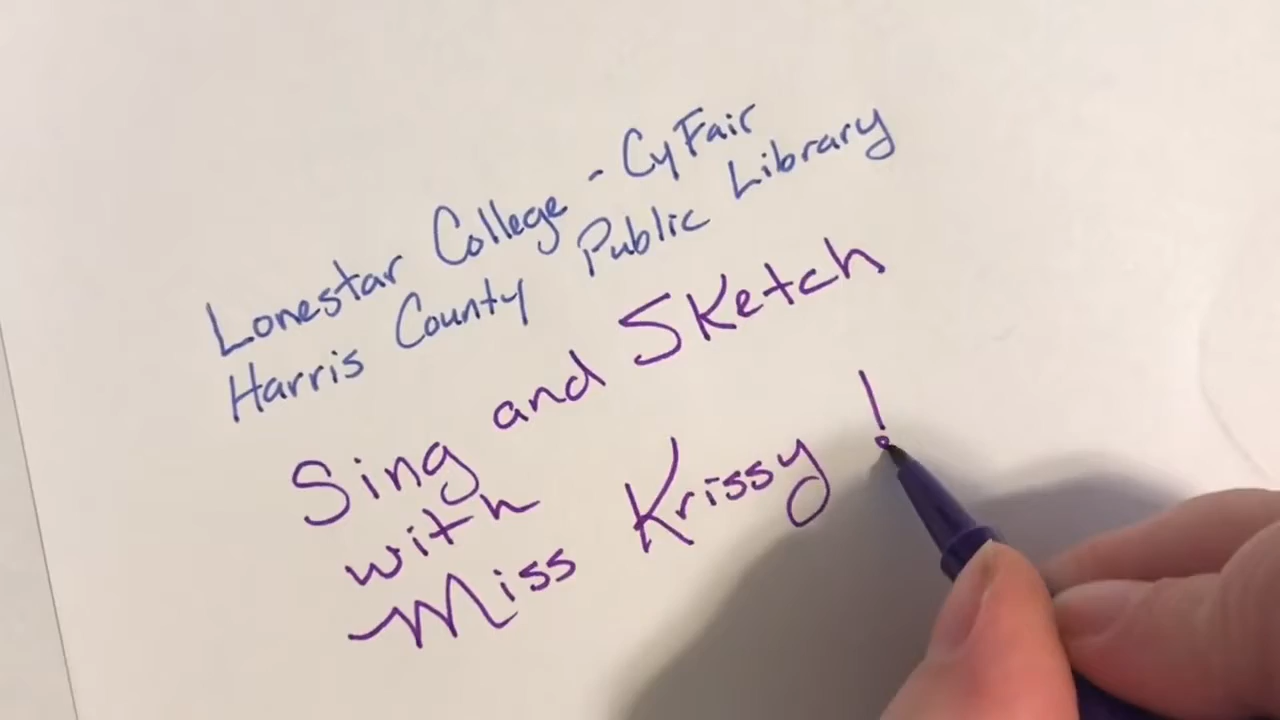 Lonestar College - CyFair
Harris County Public Library
Sing and Sketch
with
Miss Krissy !